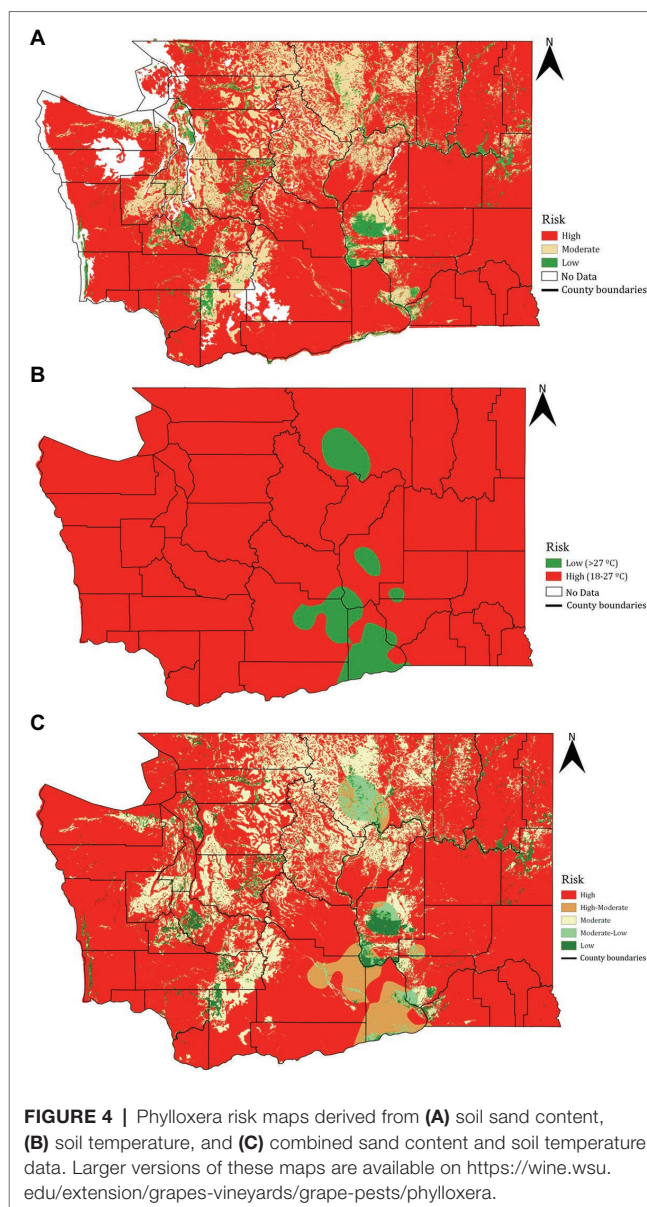 A
N
Risk
High
Moderate
Low
No Data
County boundaries
B
N
Risk
Low (>27 ºC)
High (18-27 ºC)
No Data
County boundaries
C
N
Risk
High
High-Moderate
Moderate
Moderate-Low
Low
County boundaries
FIGURE 4 | Phylloxera risk maps derived from (A) soil sand content,
(B) soil temperature, and (C) combined sand content and soil temperature
data. Larger versions of these maps are available on https://wine.wsu.
edu/extension/grapes-vineyards/grape-pests/phylloxera.